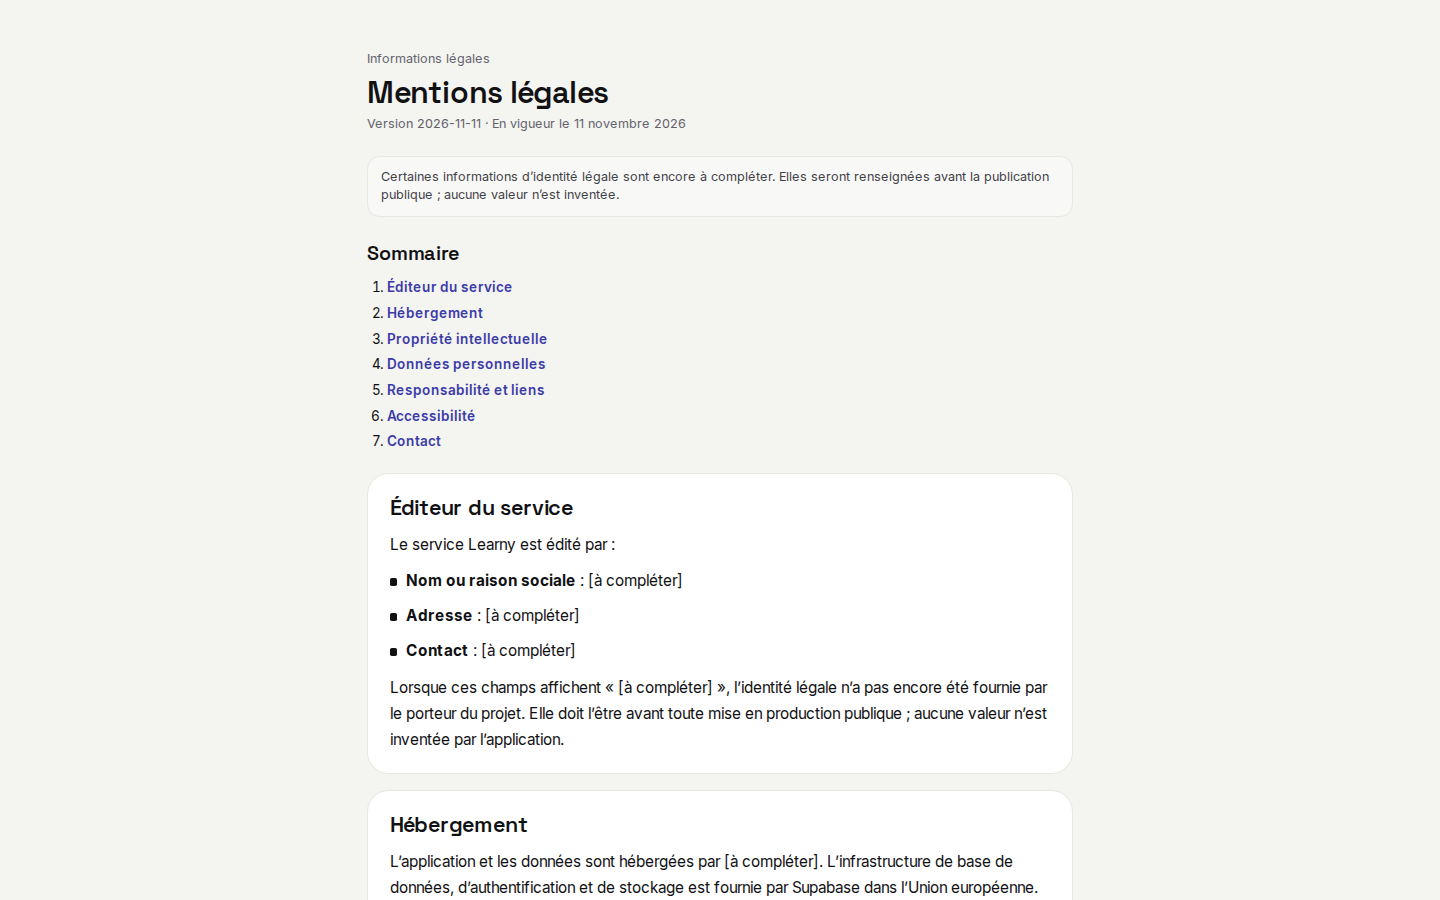 Informations légales
Mentions légales
Version 2026-11-11 · En vigueur le 11 novembre 2026
Certaines informations d’identité légale sont encore à compléter. Elles seront renseignées avant la publication
publique ; aucune valeur n’est inventée.
Sommaire
1. Éditeur du service
2. Hébergement
3. Propriété intellectuelle
4. Données personnelles
5. Responsabilité et liens
6. Accessibilité
7. Contact
Éditeur du service
Le service Learny est édité par :
Nom ou raison sociale : [à compléter]
Adresse : [à compléter]
Contact : [à compléter]
Lorsque ces champs affichent « [à compléter] », l’identité légale n’a pas encore été fournie par
le porteur du projet. Elle doit l’être avant toute mise en production publique ; aucune valeur n’est
inventée par l’application.
Hébergement
L’application et les données sont hébergées par [à compléter]. L’infrastructure de base de
données, d’authentification et de stockage est fournie par Supabase dans l’Union européenne.